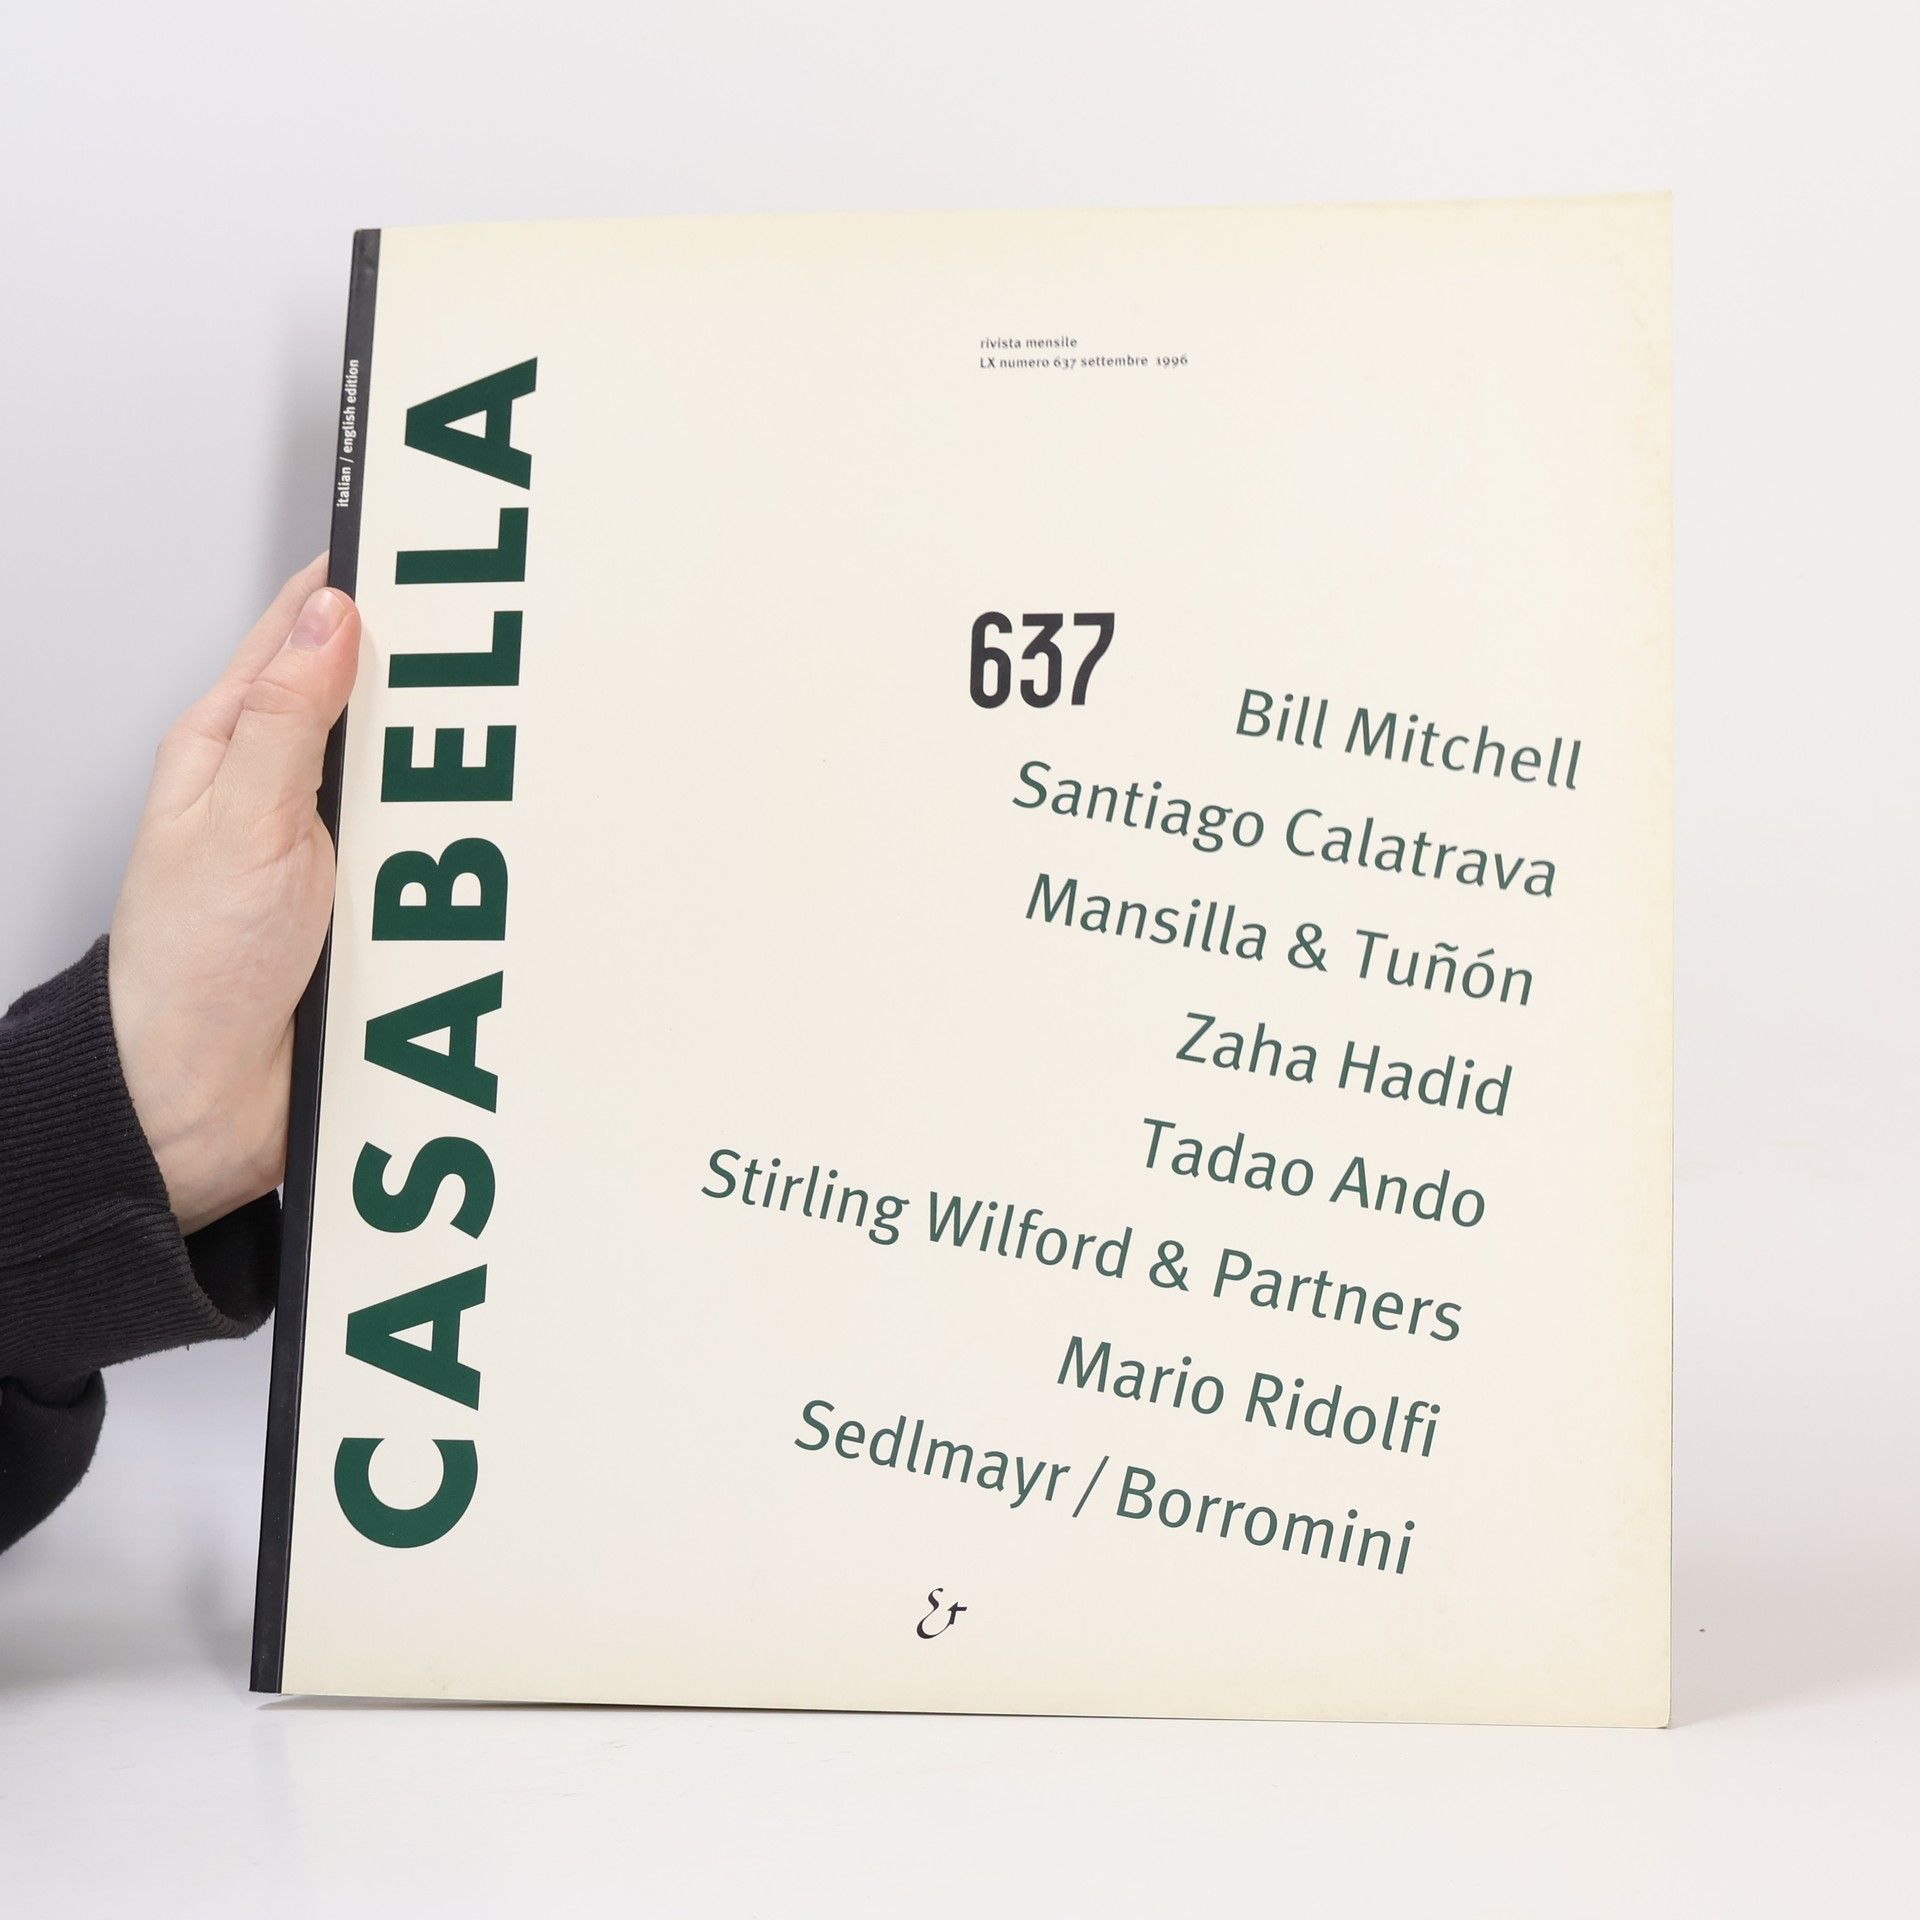 italian / english edition
CASABELLA
rivista mensile
LX numero 637 settembre 1996
637
Bill Mitchell
Santiago Calatrava
Mansilla & Tuñón
Zaha Hadid
Tadao Ando
Stirling Wilford & Partners
Mario Ridolfi
Sedlmayr / Borromini
&